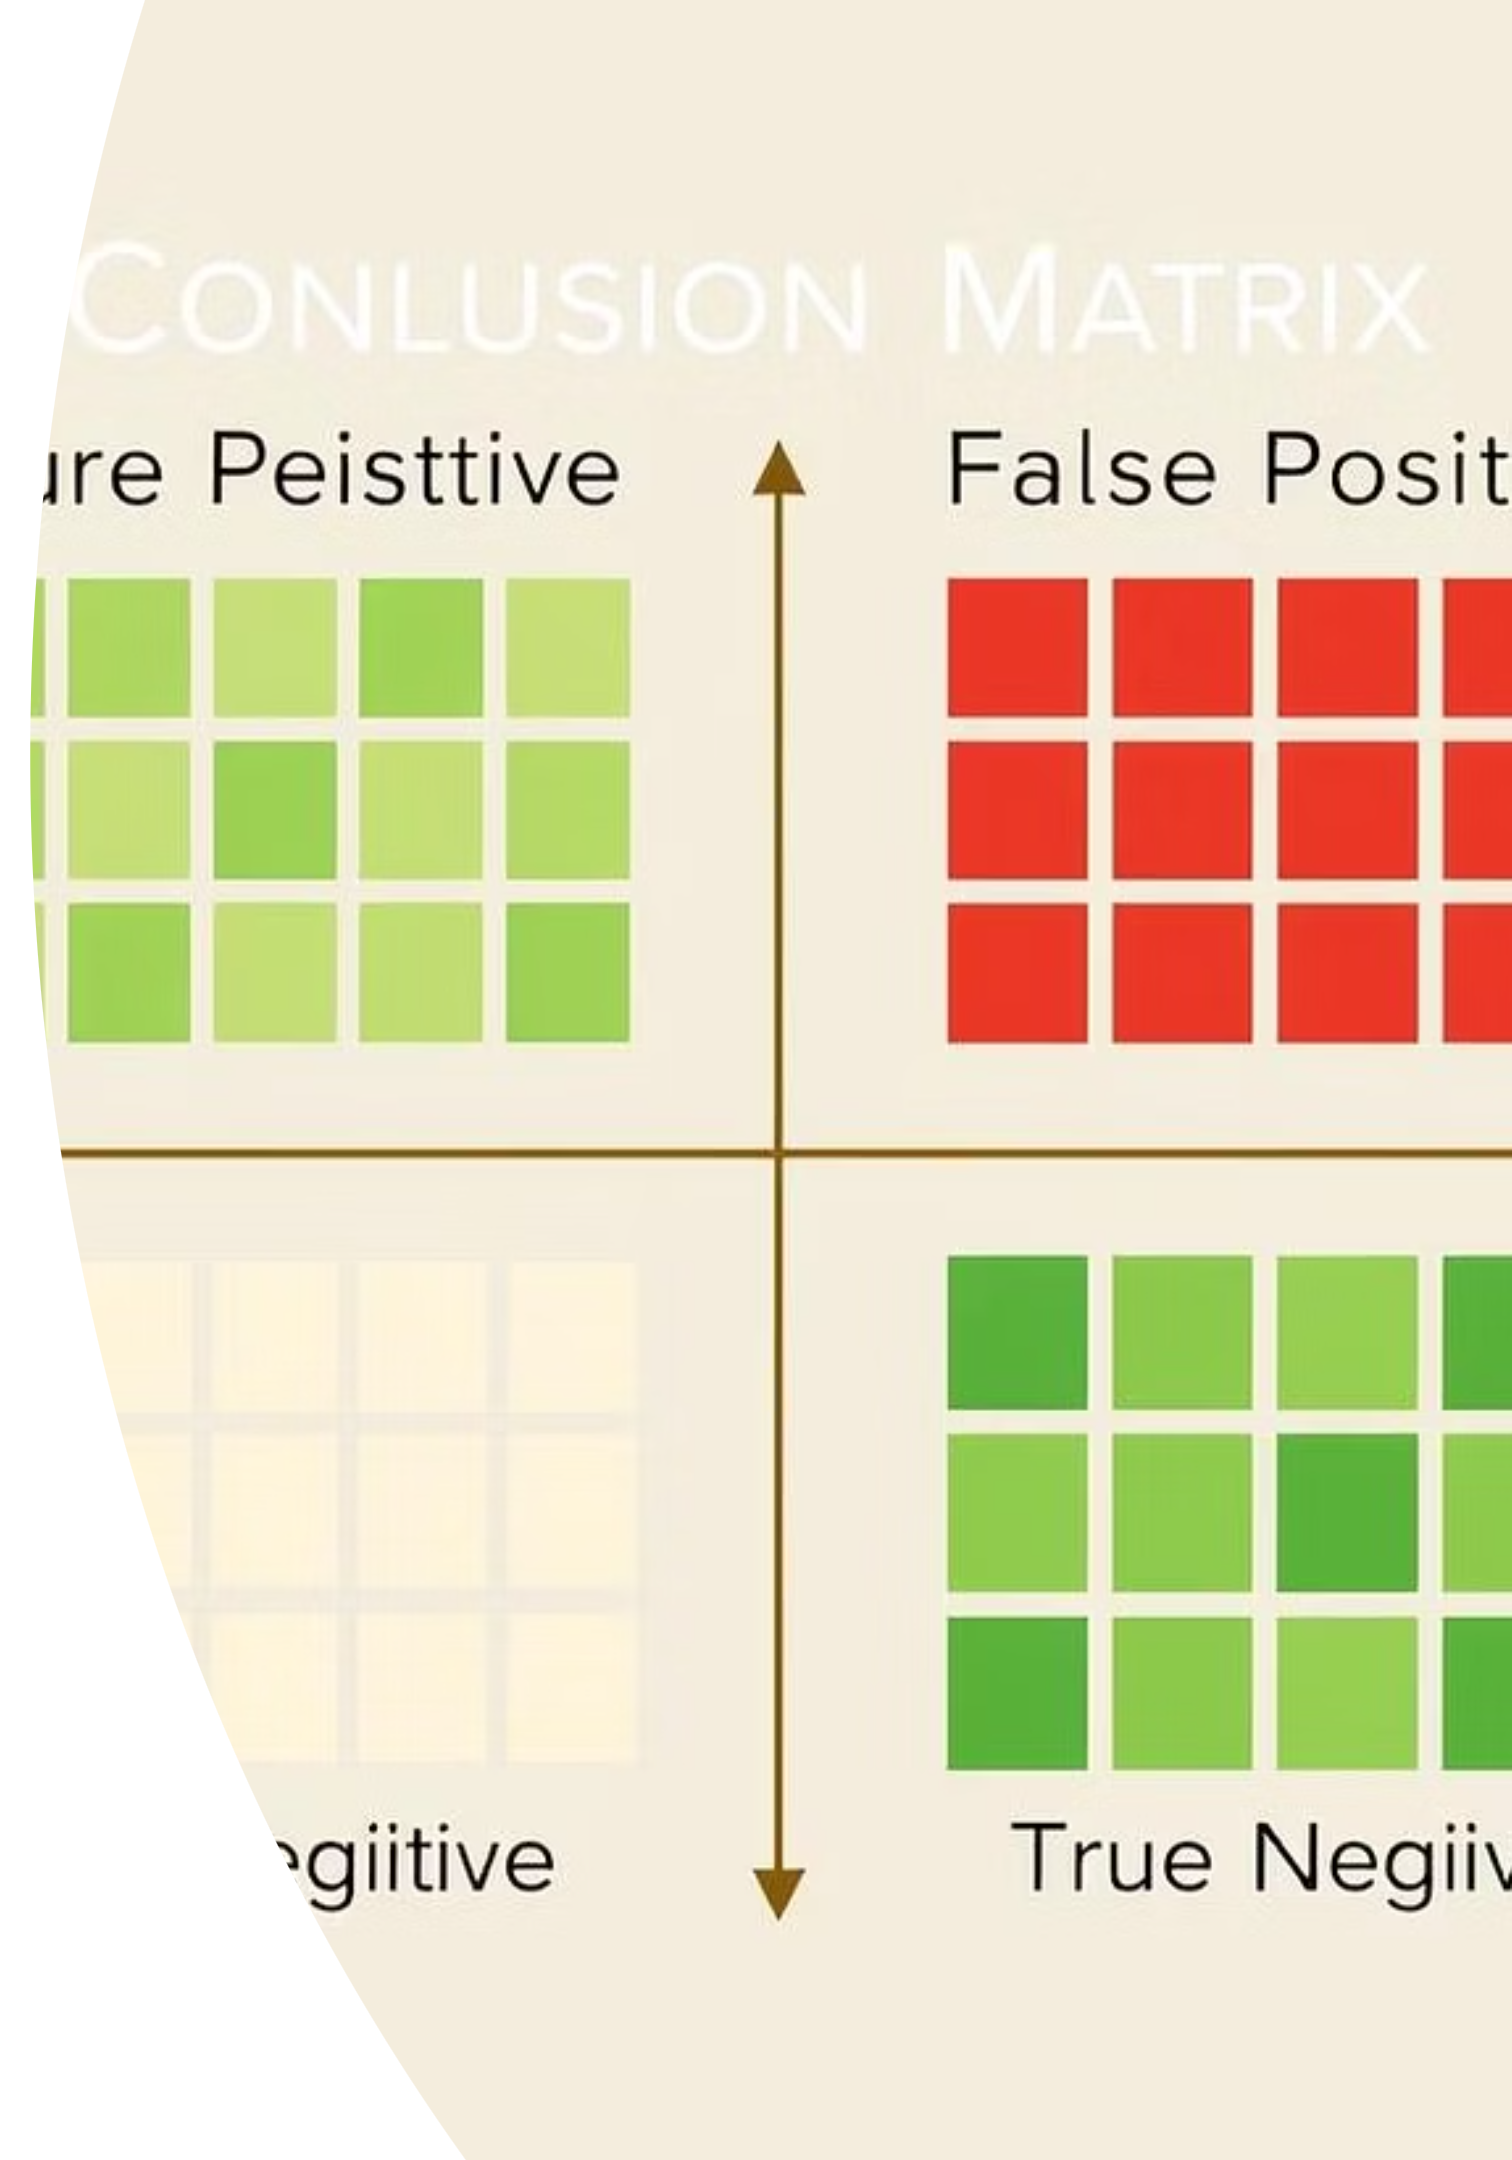 CONLUSION MATRIX
ure Peisttive False Posit
egiitive True Negiiv